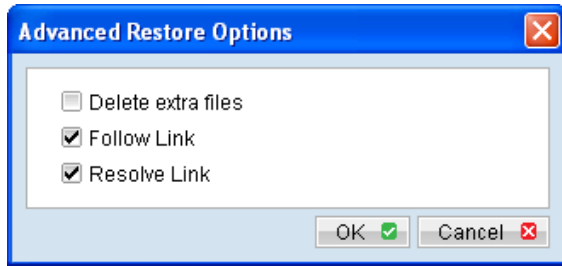 Advanced Restore Options
Delete extra files
Follow Link
Resolve Link
OK Cancel